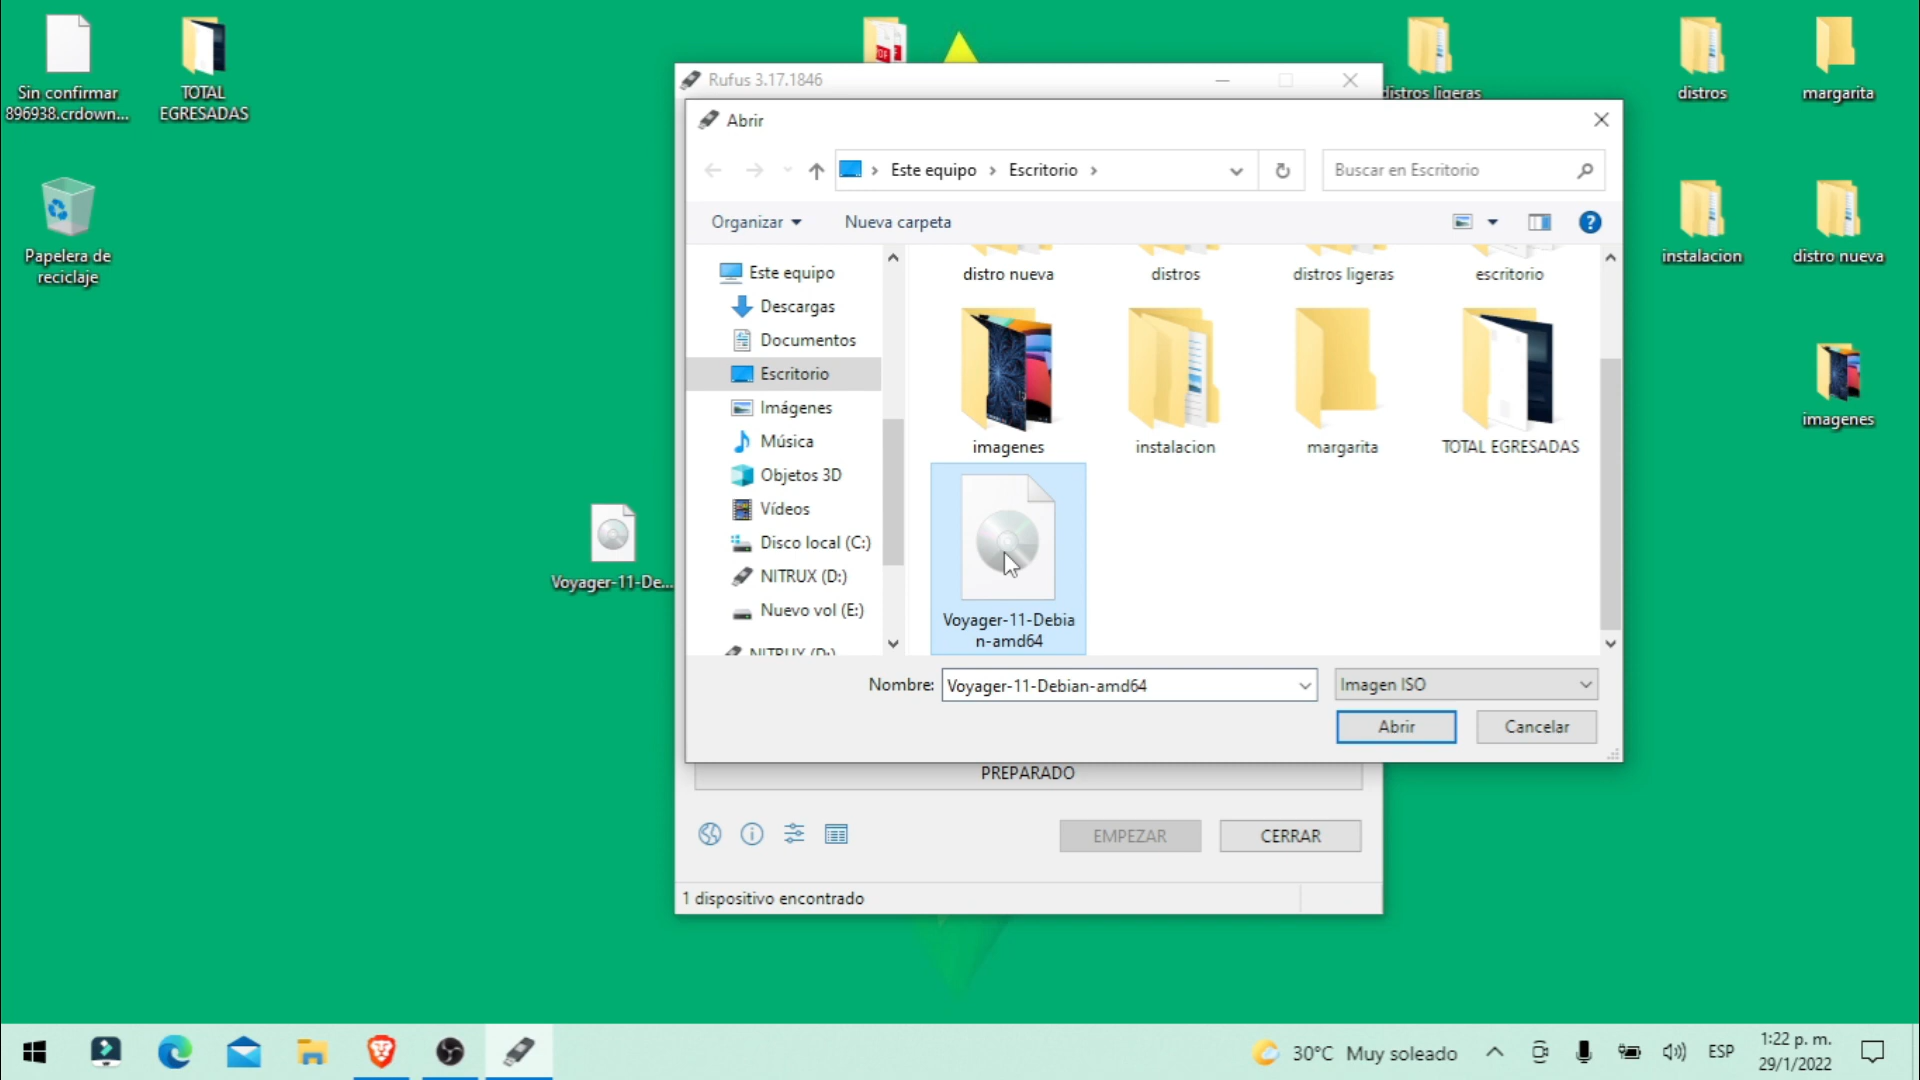 Sin confirmar
896938.crdown...
TOTAL
EGRESADAS
PDF
distros ligeras
distros
margarita
Papelera de
reciclaje
instalacion
distro nueva
imagenes
Voyager-11-De...
Rufus 3.17.1846
Abrir
Este equipo
Escritorio
Buscar en Escritorio
Organizar
Nueva carpeta
Este equipo
Descargas
Documentos
Escritorio
Imágenes
Música
Objetos 3D
Vídeos
Disco local (C:)
NITRUX (D:)
Nuevo vol (E:)
NITRUX (D:)
distro nueva
distros
distros ligeras
escritorio
imagenes
instalacion
margarita
TOTAL EGRESADAS
Voyager-11-Debia
n-amd64
Nombre:
Voyager-11-Debian-amd64
Imagen ISO
Abrir
Cancelar
PREPARADO
EMPEZAR
CERRAR
1 dispositivo encontrado
30°C Muy soleado
ESP
1:22 p. m.
29/1/2022